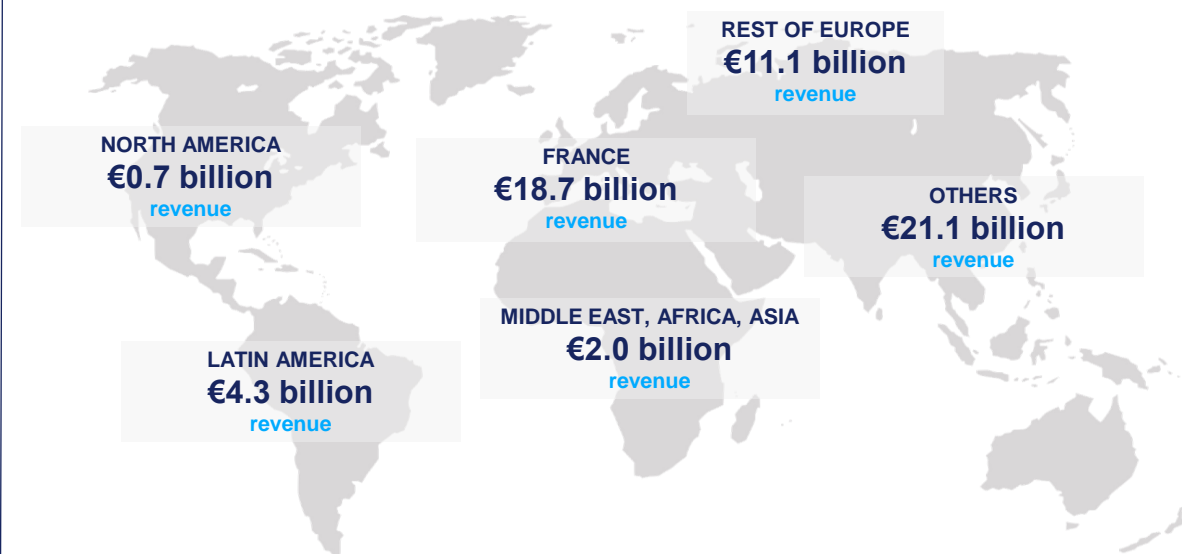 REST OF EUROPE
€11.1 billion
revenue
NORTH AMERICA
€0.7 billion
revenue
FRANCE
€18.7 billion
revenue
OTHERS
€21.1 billion
revenue
MIDDLE EAST, AFRICA, ASIA
€2.0 billion
revenue
LATIN AMERICA
€4.3 billion
revenue